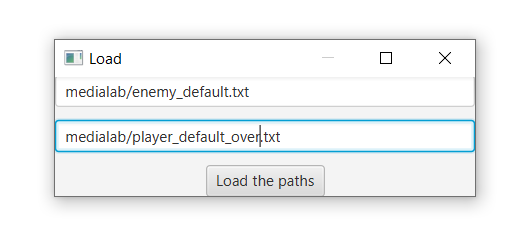 Load
medialab/enemy_default.txt
medialab/player_default_over.txt
Load the paths